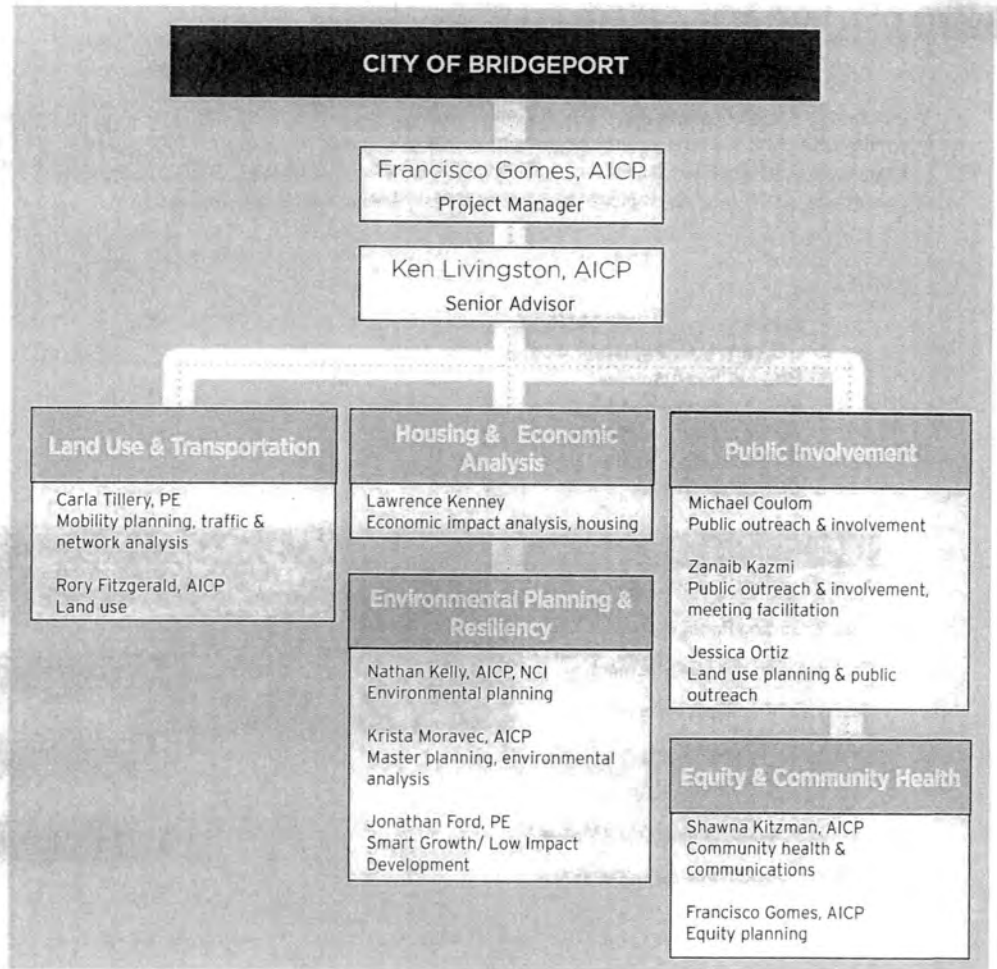 CITY OF BRIDGEPORT
Francisco Gomes, AICP
Project Manager
Ken Livingston, AICP
Senior Advisor
Land Use & Transportation
Carla Tillery, PE
Mobility planning, traffic &
network analysis
Rory Fitzgerald, AICP
Land use
Housing & Economic
Analysis
Lawrence Kenney
Economic impact analysis, housing
Environmental Planning &
Resiliency
Nathan Kelly, AICP, NCI
Environmental planning
Krista Moravec, AICP
Master planning, environmental
analysis
Jonathan Ford, PE
Smart Growth/ Low Impact
Development
Public Involvement
Michael Coulom
Public outreach & involvement
Zanaib Kazmi
Public outreach & involvement,
meeting facilitation
Jessica Ortiz
Land use planning & public
outreach
Equity & Community Health
Shawna Kitzman, AICP
Community health &
communications
Francisco Gomes, AICP
Equity planning